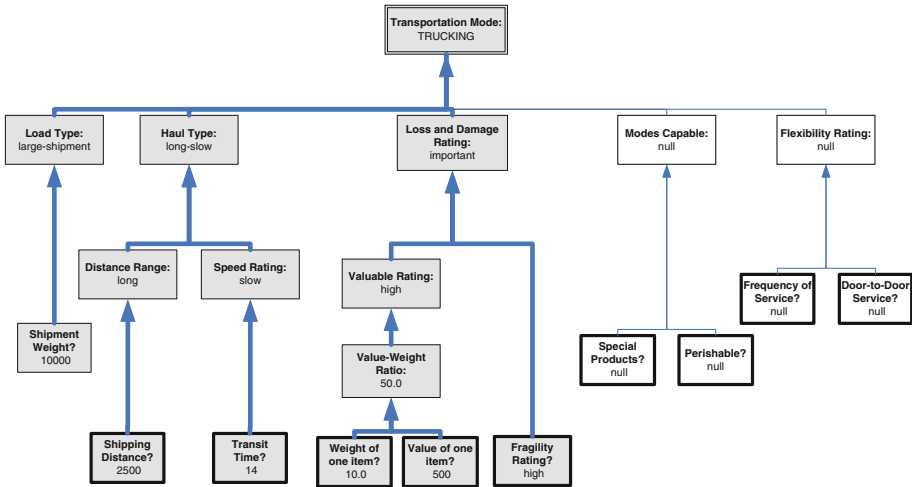 Transportation Mode:
TRUCKING
Load Type:
large-shipment
Haul Type:
long-slow
Loss and Damage
Rating:
important
Modes Capable:
null
Flexibility Rating:
null
Distance Range:
long
Speed Rating:
slow
Valuable Rating:
high
Frequency of
Service?
null
Door-to-Door
Service?
null
Shipment
Weight?
10000
Value-Weight
Ratio:
50.0
Special
Products?
null
Perishable?
null
Shipping
Distance?
2500
Transit
Time?
14
Weight of
one item?
10.0
Value of one
item?
500
Fragility
Rating?
high